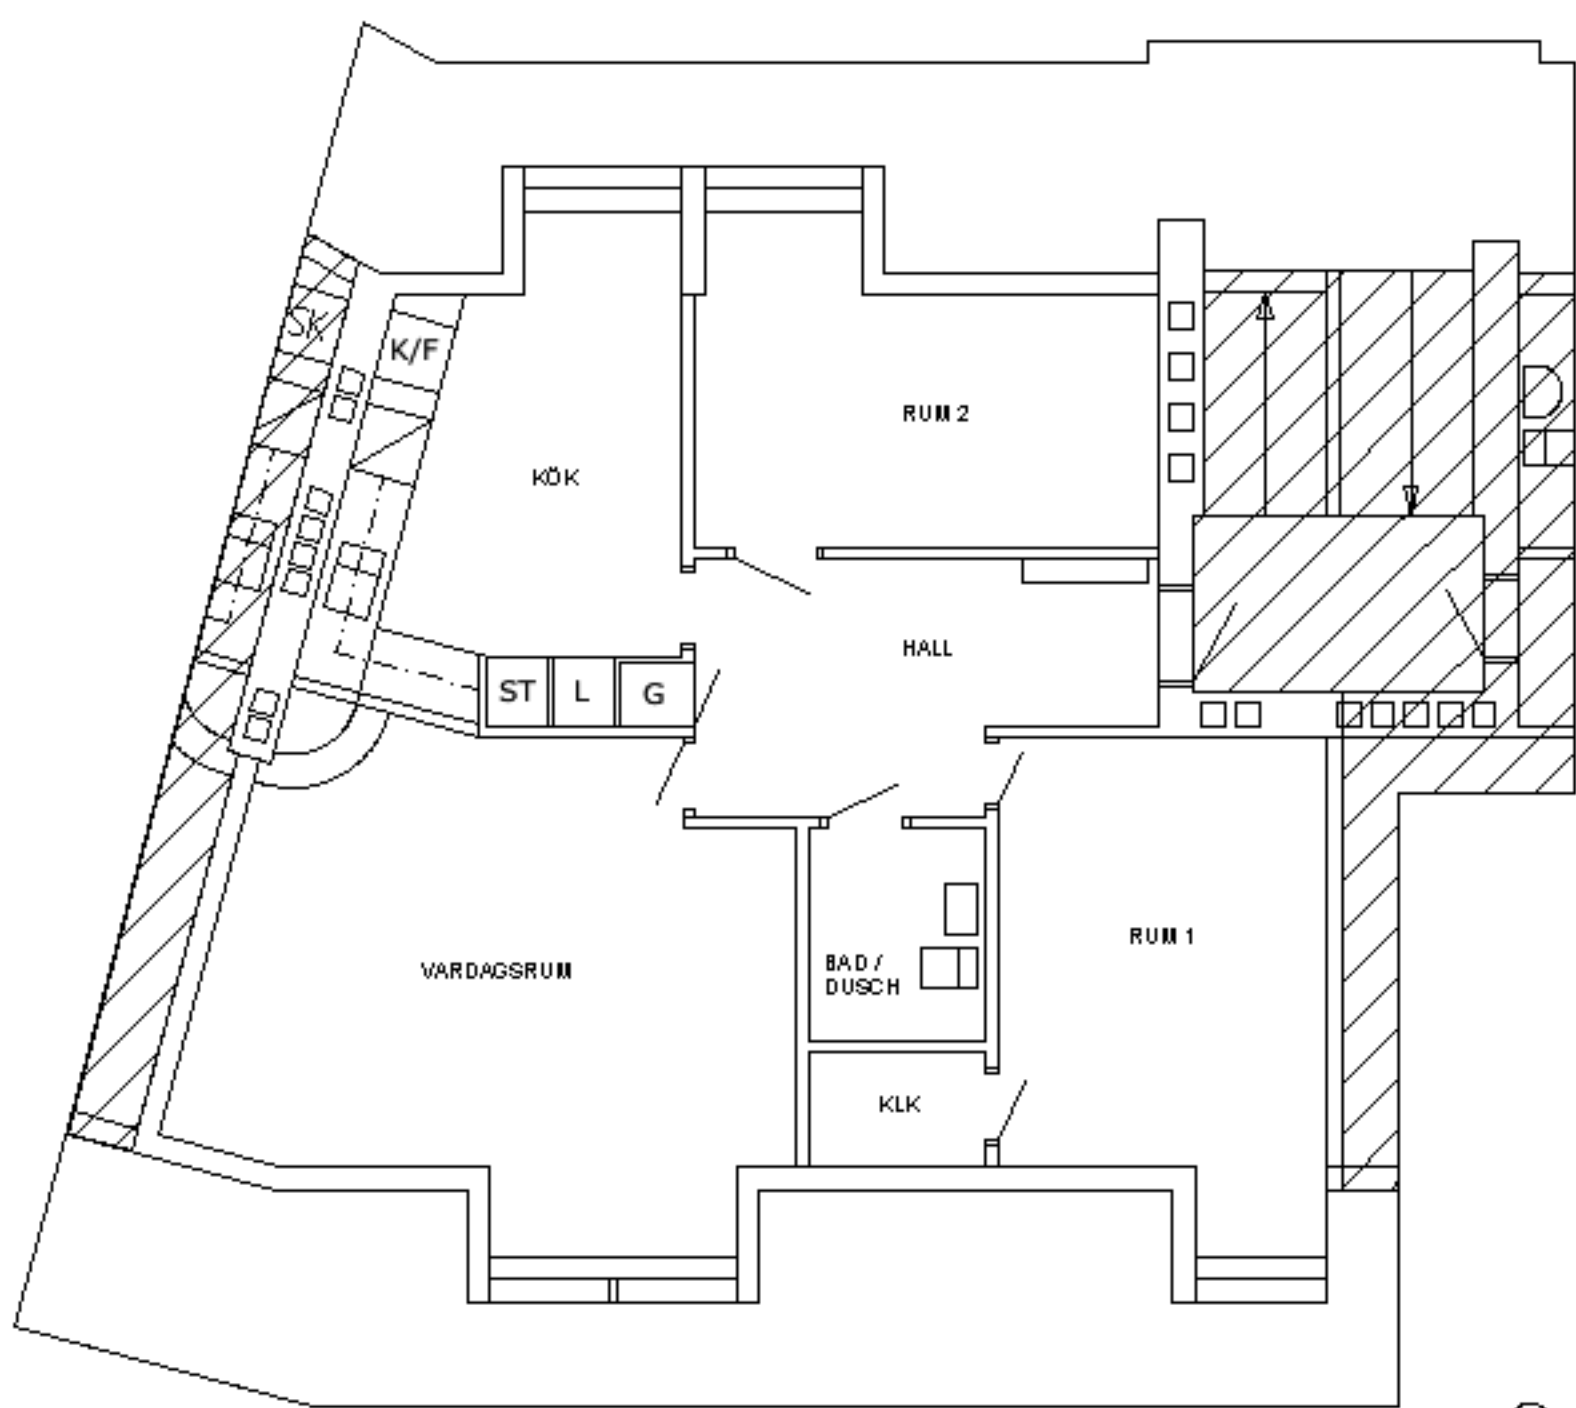 SK
K/F
RUM 2
KÖK
HALL
ST
L
G
RUM 1
VARDAGSRUM
BAD /
DUSCH
KLK